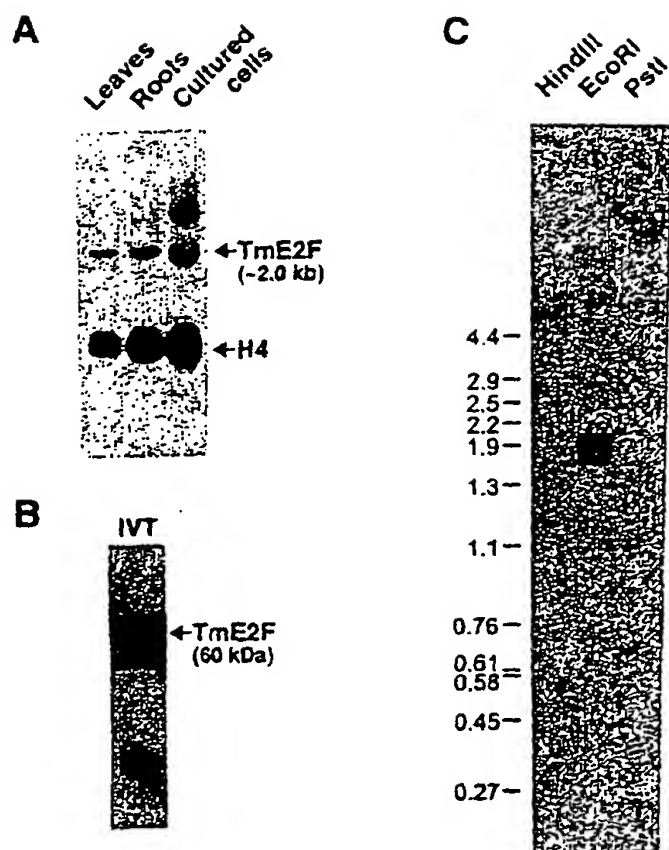 A
Leaves
Roots
Cultured
cells
←TmE2F
(~2.0 kb)
←H4
B
IVT
←TmE2F
(60 kDa)
C
HindIII
EcoRI
PstI
4.4
2.9
2.5
2.2
1.9
1.3
1.1
0.76
0.61
0.58
0.45
0.27